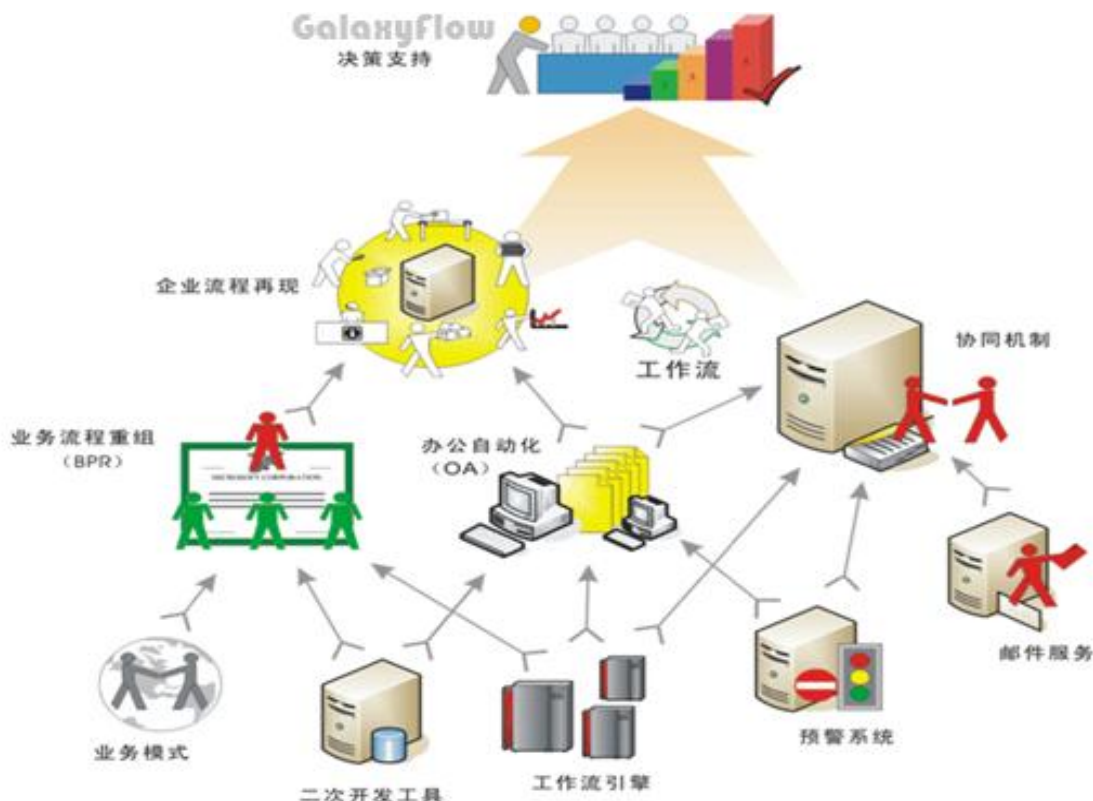 GalaxyFlow
决策支持
企业流程再现
工作流
协同机制
业务流程重组
(BPR)
办公自动化
(OA)
MICROSOFT CORPORATION
邮件服务
预警系统
业务模式
二次开发工具
工作流引擎